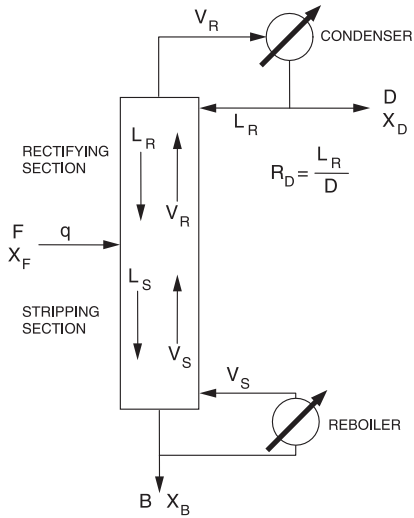 V_R
CONDENSER
D
X_D
L_R
L_R
RECTIFYING
SECTION
R_D = L_R / D
V_R
F
q
X_F
L_S
STRIPPING
SECTION
V_S
V_S
REBOILER
B X_B